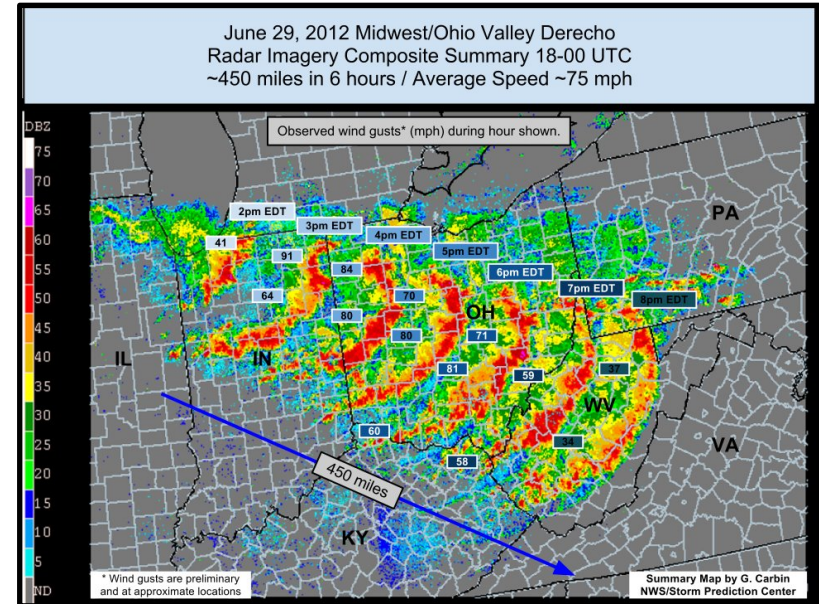 June 29, 2012 Midwest/Ohio Valley Derecho
Radar Imagery Composite Summary 18-00 UTC
~450 miles in 6 hours / Average Speed ~75 mph
Observed wind gusts* (mph) during hour shown.
DBZ
75
70
65
60
55
50
45
40
35
30
25
20
15
10
5
ND
2pm EDT
3pm EDT
4pm EDT
5pm EDT
6pm EDT
7pm EDT
8pm EDT
PA
41
91
84
64
70
80
OH
80
71
IL
IN
81
59
37
WV
60
34
VA
58
450 miles
KY
* Wind gusts are preliminary
and at approximate locations
Summary Map by G. Carbin
NWS/Storm Prediction Center